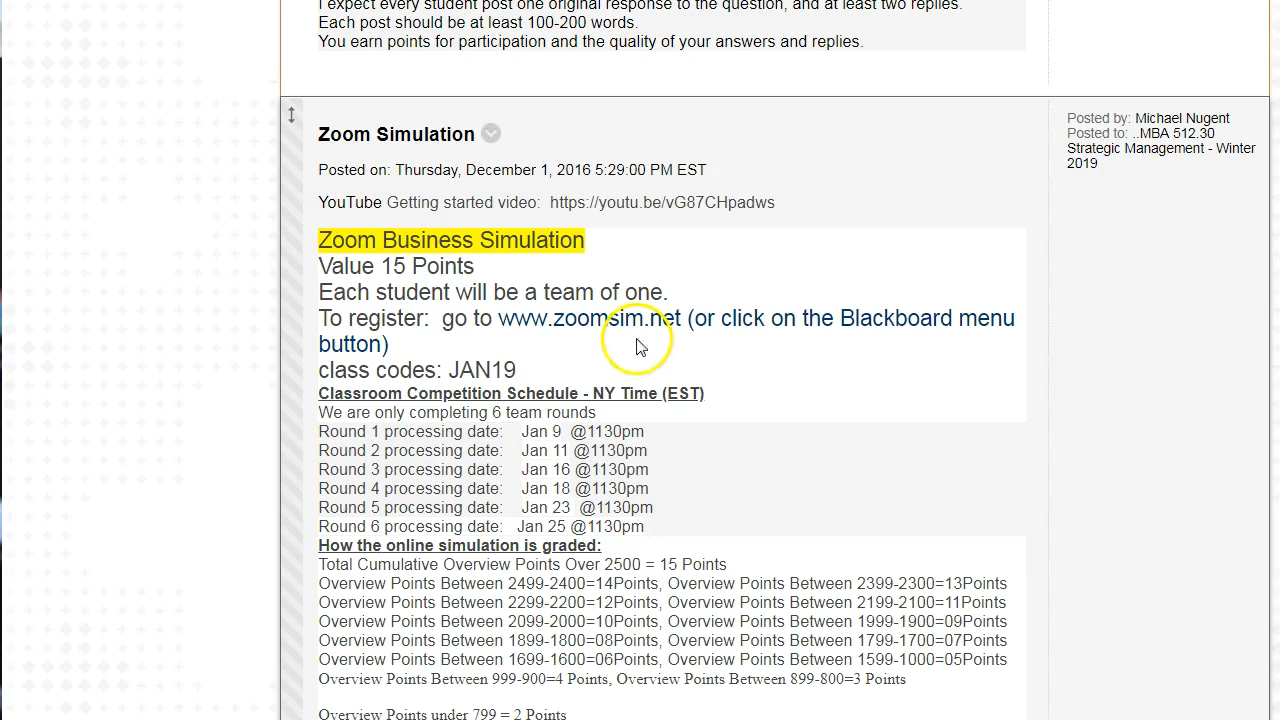 I expect every student post one original response to the question, and at least two replies.
Each post should be at least 100-200 words.
You earn points for participation and the quality of your answers and replies.
Zoom Simulation
Posted on: Thursday, December 1, 2016 5:29:00 PM EST
YouTube Getting started video: https://youtu.be/vG87CHpadws
Zoom Business Simulation
Value 15 Points
Each student will be a team of one.
To register: go to www.zoomsim.net (or click on the Blackboard menu
button)
class codes: JAN19
Classroom Competition Schedule - NY Time (EST)
We are only completing 6 team rounds
Round 1 processing date: Jan 9 @1130pm
Round 2 processing date: Jan 11 @1130pm
Round 3 processing date: Jan 16 @1130pm
Round 4 processing date: Jan 18 @1130pm
Round 5 processing date: Jan 23 @1130pm
Round 6 processing date: Jan 25 @1130pm
How the online simulation is graded:
Total Cumulative Overview Points Over 2500 = 15 Points
Overview Points Between 2499-2400=14Points, Overview Points Between 2399-2300=13Points
Overview Points Between 2299-2200=12Points, Overview Points Between 2199-2100=11Points
Overview Points Between 2099-2000=10Points, Overview Points Between 1999-1900=09Points
Overview Points Between 1899-1800=08Points, Overview Points Between 1799-1700=07Points
Overview Points Between 1699-1600=06Points, Overview Points Between 1599-1000=05Points
Overview Points Between 999-900=4 Points, Overview Points Between 899-800=3 Points
Overview Points under 799 = 2 Points
Posted by: Michael Nugent
Posted to: ..MBA 512.30
Strategic Management - Winter
2019